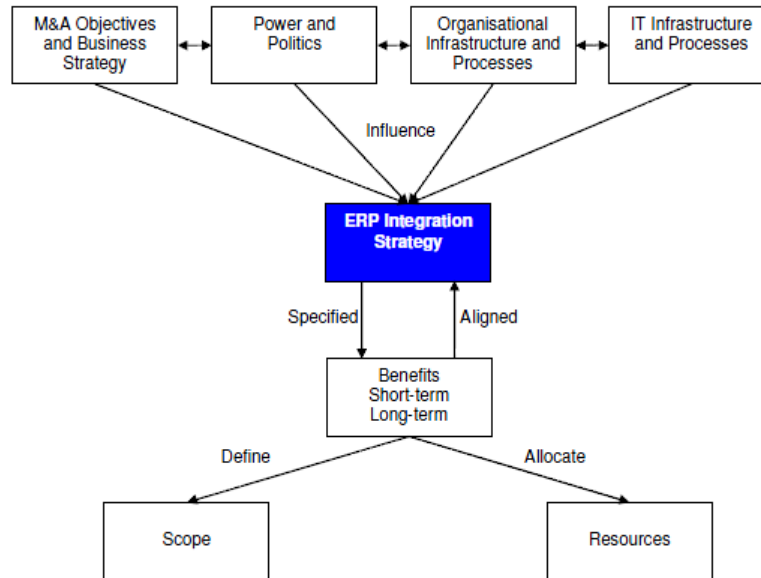 M&A Objectives
and Business
Strategy
Power and
Politics
Organisational
Infrastructure and
Processes
IT Infrastructure
and Processes
Influence
ERP Integration
Strategy
Specified
Aligned
Benefits
Short-term
Long-term
Define
Allocate
Scope
Resources